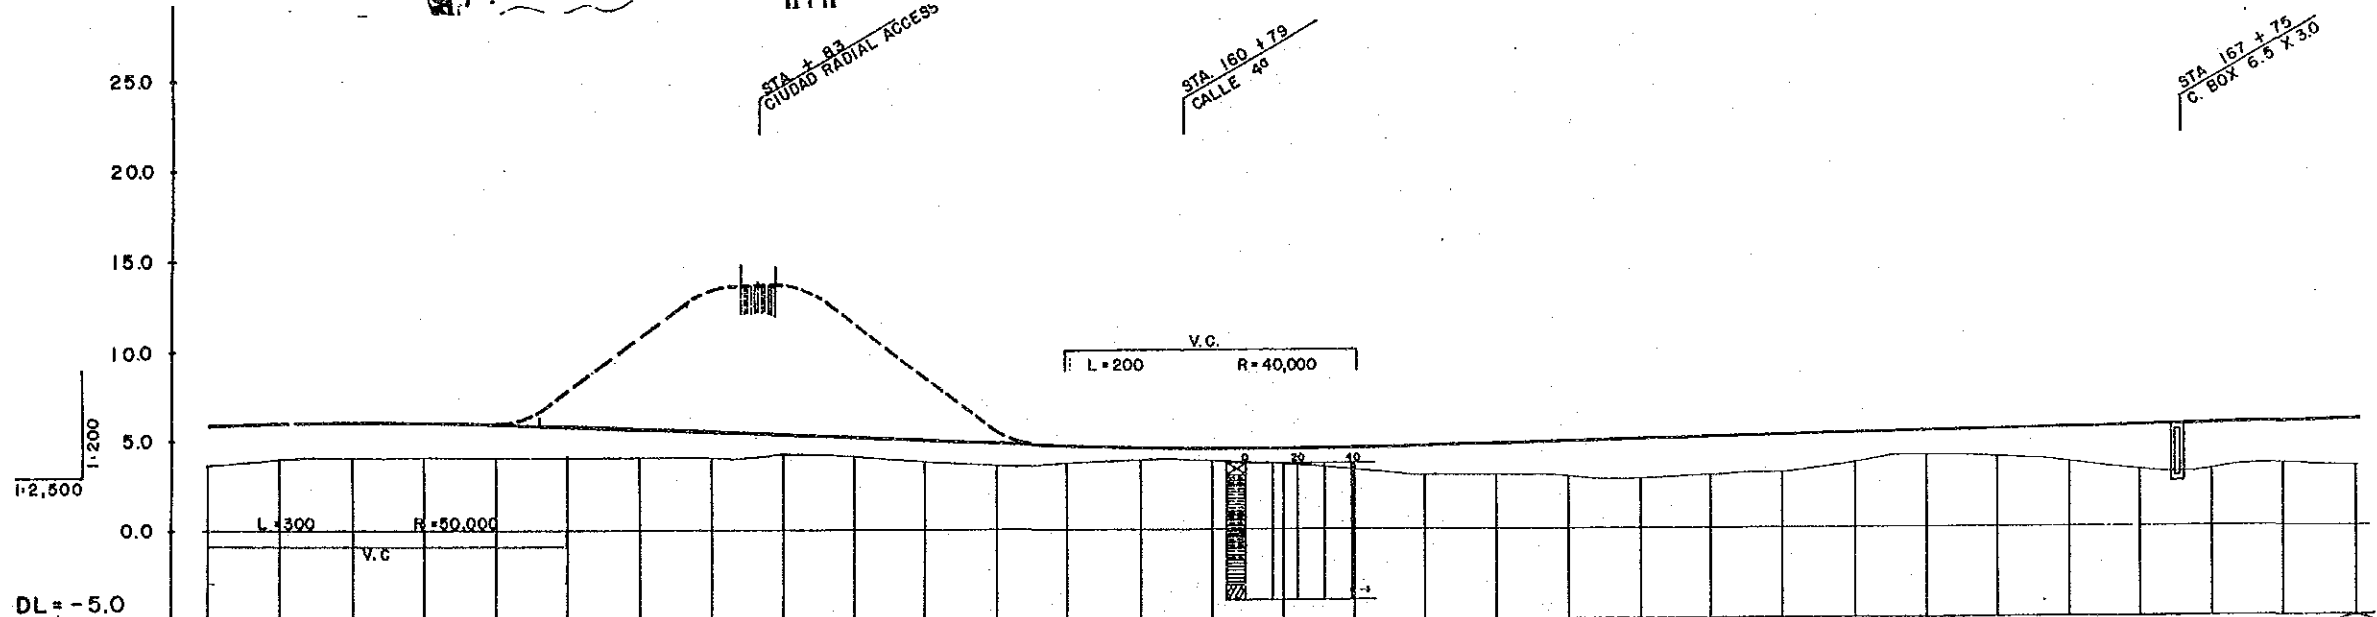 STA. + 83
CIUDAD RADIAL ACCESS
STA. 160 + 79
CALLE 4ª
STA 167 + 75
C. BOX 6.5 X 3.0
25.0
20.0
15.0
10.0
5.0
0.0
DL = -5.0
1:200
1:2,500
V.C.
L=200 R=40,000
0 20 40
L=300 R=50,000
V.C